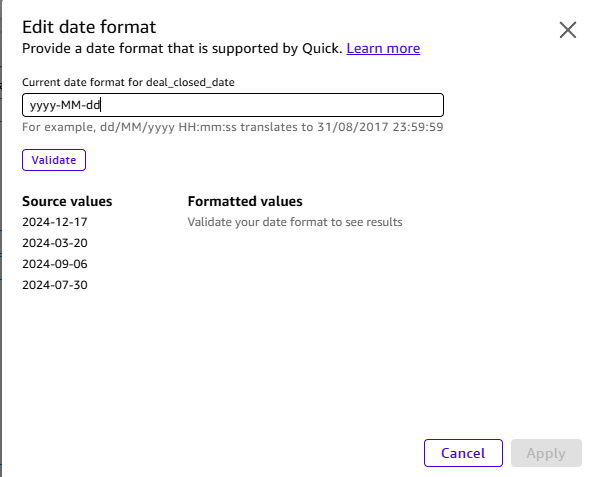 Edit date format
Provide a date format that is supported by Quick. Learn more
Current date format for deal_closed_date
yyyy-MM-dd
For example, dd/MM/yyyy HH:mm:ss translates to 31/08/2017 23:59:59
Validate
Source values Formatted values
2024-12-17 Validate your date format to see results
2024-03-20
2024-09-06
2024-07-30
Cancel Apply